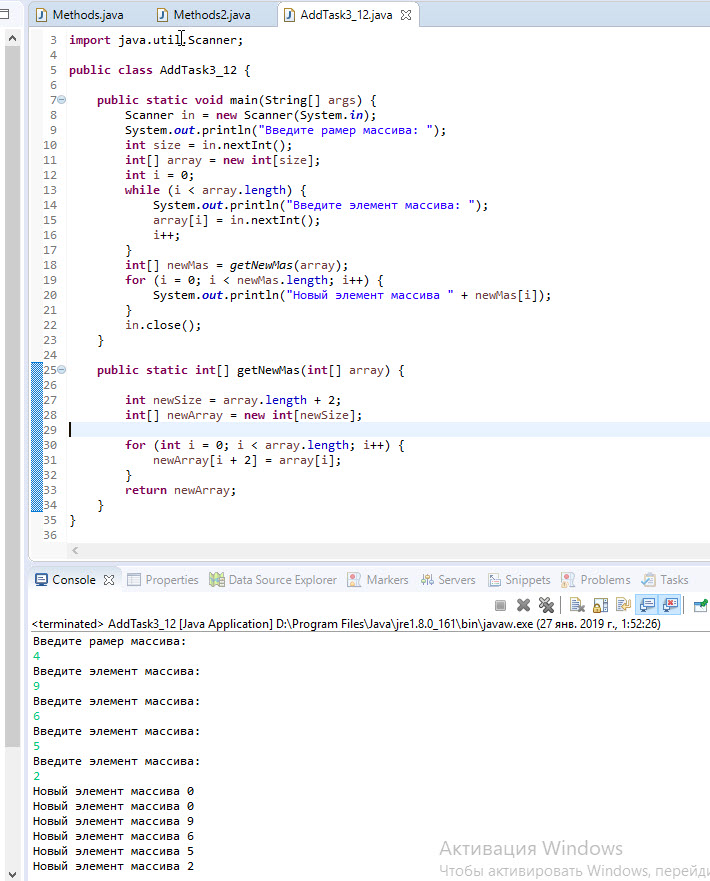 Methods.java Methods2.java AddTask3_12.java
3 import java.util.Scanner;
4
5 public class AddTask3_12 {
6
7 public static void main(String[] args) {
8 Scanner in = new Scanner(System.in);
9 System.out.println("Введите рамер массива: ");
10 int size = in.nextInt();
11 int[] array = new int[size];
12 int i = 0;
13 while (i < array.length) {
14 System.out.println("Введите элемент массива: ");
15 array[i] = in.nextInt();
16 i++;
17 }
18 int[] newMas = getNewMas(array);
19 for (i = 0; i < newMas.length; i++) {
20 System.out.println("Новый элемент массива " + newMas[i]);
21 }
22 in.close();
23 }
24
25 public static int[] getNewMas(int[] array) {
26
27 int newSize = array.length + 2;
28 int[] newArray = new int[newSize];
29
30 for (int i = 0; i < array.length; i++) {
31 newArray[i + 2] = array[i];
32 }
33 return newArray;
34 }
35 }
36
Console Properties Data Source Explorer Markers Servers Snippets Problems Tasks
<terminated> AddTask3_12 [Java Application] D:\Program Files\Java\jre1.8.0_161\bin\javaw.exe (27 янв. 2019 г., 1:52:26)
Введите рамер массива:
4
Введите элемент массива:
9
Введите элемент массива:
6
Введите элемент массива:
5
Введите элемент массива:
2
Новый элемент массива 0
Новый элемент массива 0
Новый элемент массива 9
Новый элемент массива 6
Новый элемент массива 5
Новый элемент массива 2
Активация Windows
Чтобы активировать Windows, перейди